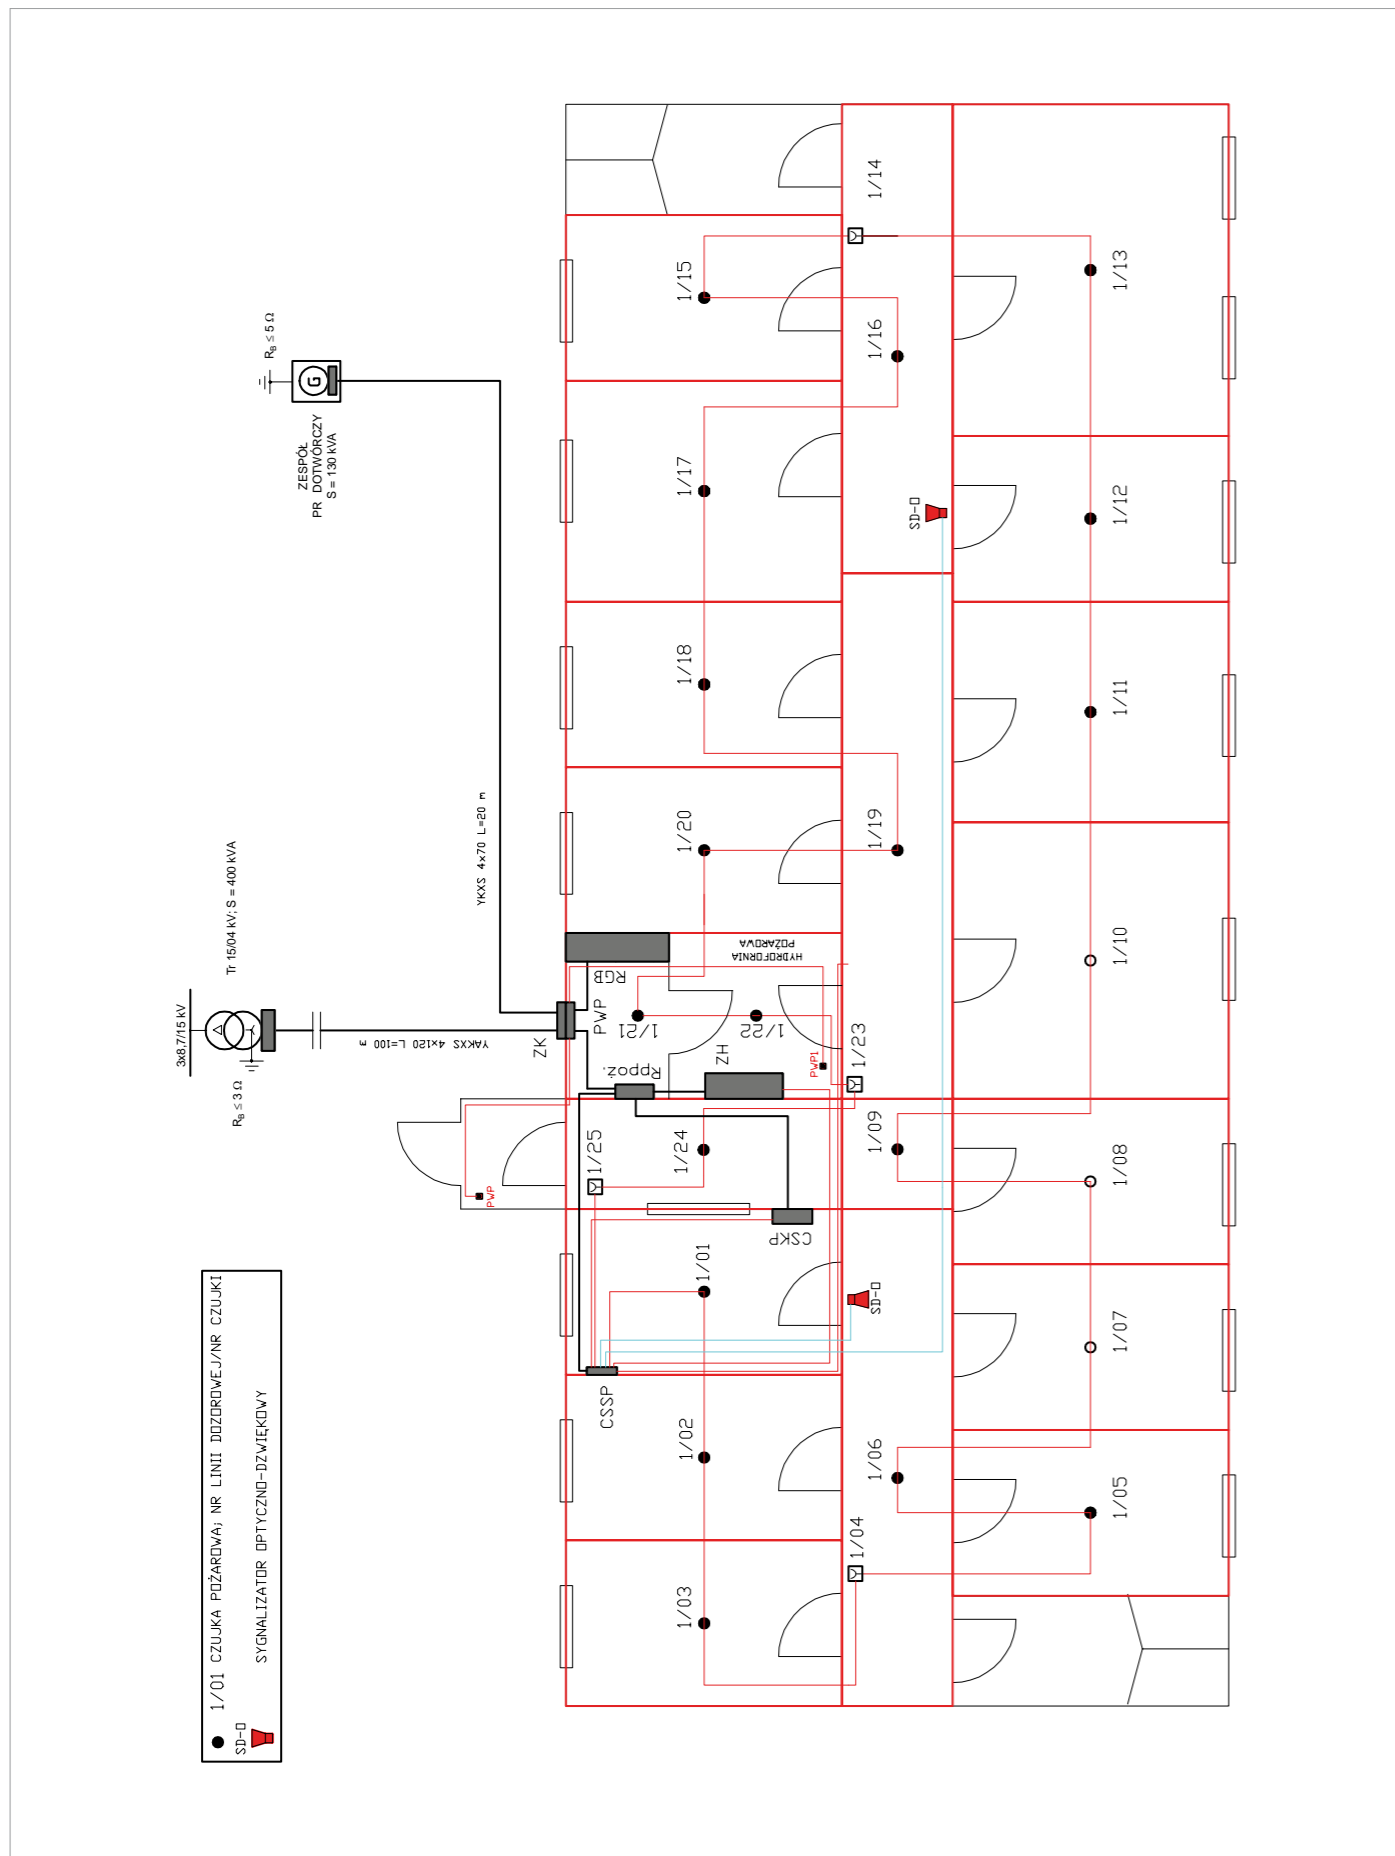 1/01 CZUJKA POŻAROWA; NR LINII DOZOROWEJ/NR CZUJKI
SD-O
SYGNALIZATOR OPTYCZNO-DZWIĘKOWY
3x8,7/15 kV
Tr 15/04 kV; S = 400 kVA
R_B ≤ 3 Ω
YAKXS 4x120 L=100 m
ZESPÓŁ
PR DOTWÓRCZY
S = 130 kVA
R_B ≤ 5 Ω
YKXS 4x70 L=20 m
ZK
PWP
RGB
HYDROFORNIA
POŻAROWA
Rppoż.
ZH
PWP1
PWP
CSKP
CSSP
SD-O
SD-O
1/01
1/02
1/03
1/04
1/05
1/06
1/07
1/08
1/09
1/10
1/11
1/12
1/13
1/14
1/15
1/16
1/17
1/18
1/19
1/20
1/21
1/22
1/23
1/24
1/25